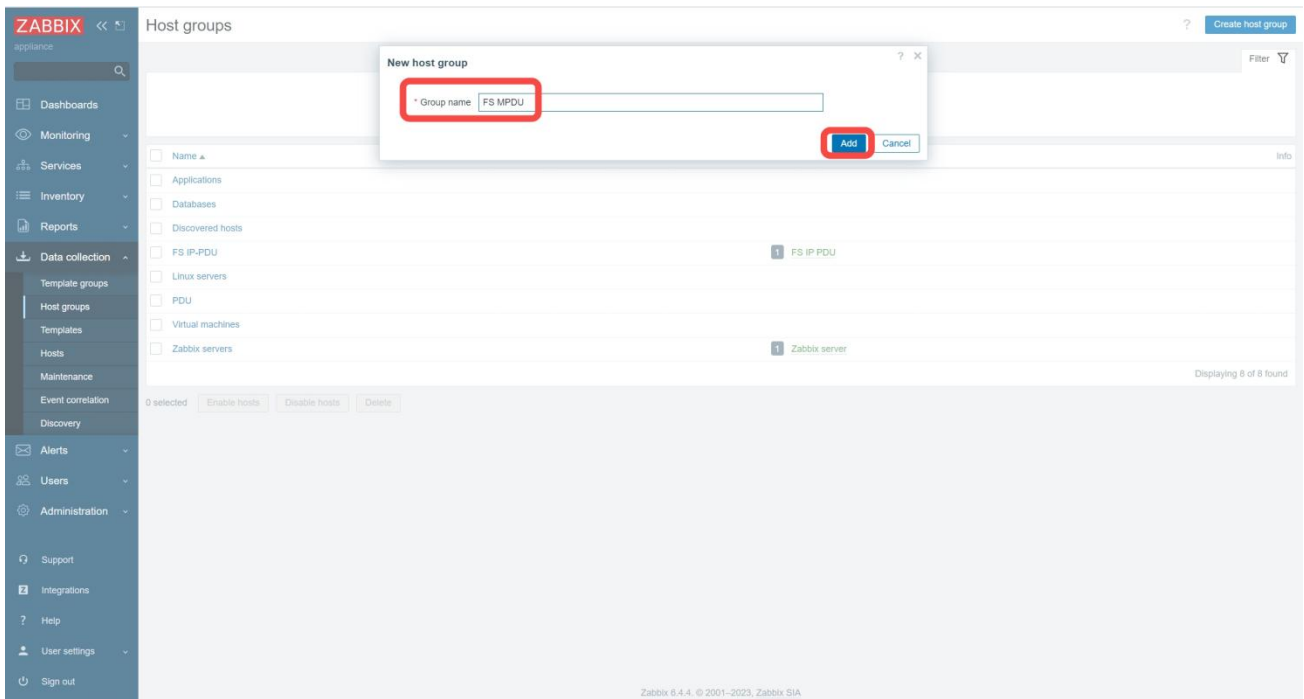 ZABBIX
appliance
Dashboards
Monitoring
Services
Inventory
Reports
Data collection
Template groups
Host groups
Templates
Hosts
Maintenance
Event correlation
Discovery
Alerts
Users
Administration
Support
Integrations
? Help
User settings
Sign out
Host groups
? Create host group
Filter
New host group ?
* Group name FS MPDU
Add Cancel
Name Info
Applications
Databases
Discovered hosts
FS IP-PDU 1 FS IP PDU
Linux servers
PDU
Virtual machines
Zabbix servers 1 Zabbix server
Displaying 8 of 8 found
0 selected Enable hosts Disable hosts Delete
Zabbix 6.4.4. © 2001–2023, Zabbix SIA